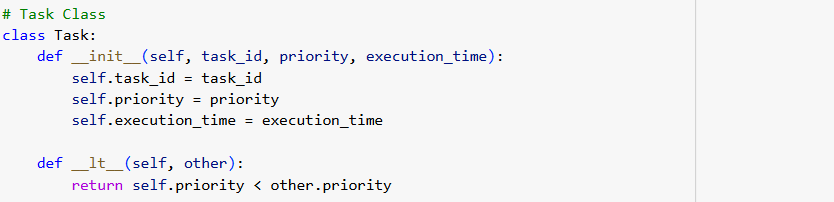 # Task Class
class Task:
    def __init__(self, task_id, priority, execution_time):
        self.task_id = task_id
        self.priority = priority
        self.execution_time = execution_time

    def __lt__(self, other):
        return self.priority < other.priority